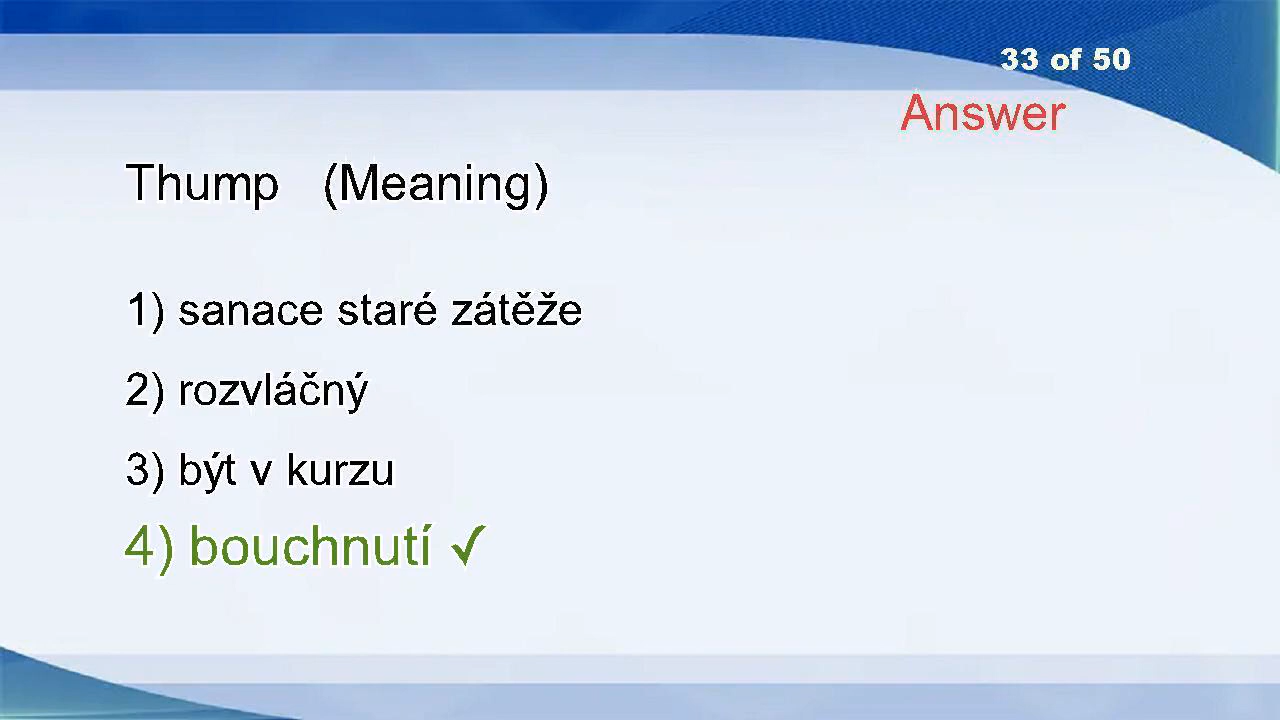 33 of 50
Answer
Thump (Meaning)
1) sanace staré zátěže
2) rozvláčný
3) být v kurzu
4) bouchnutí ✓